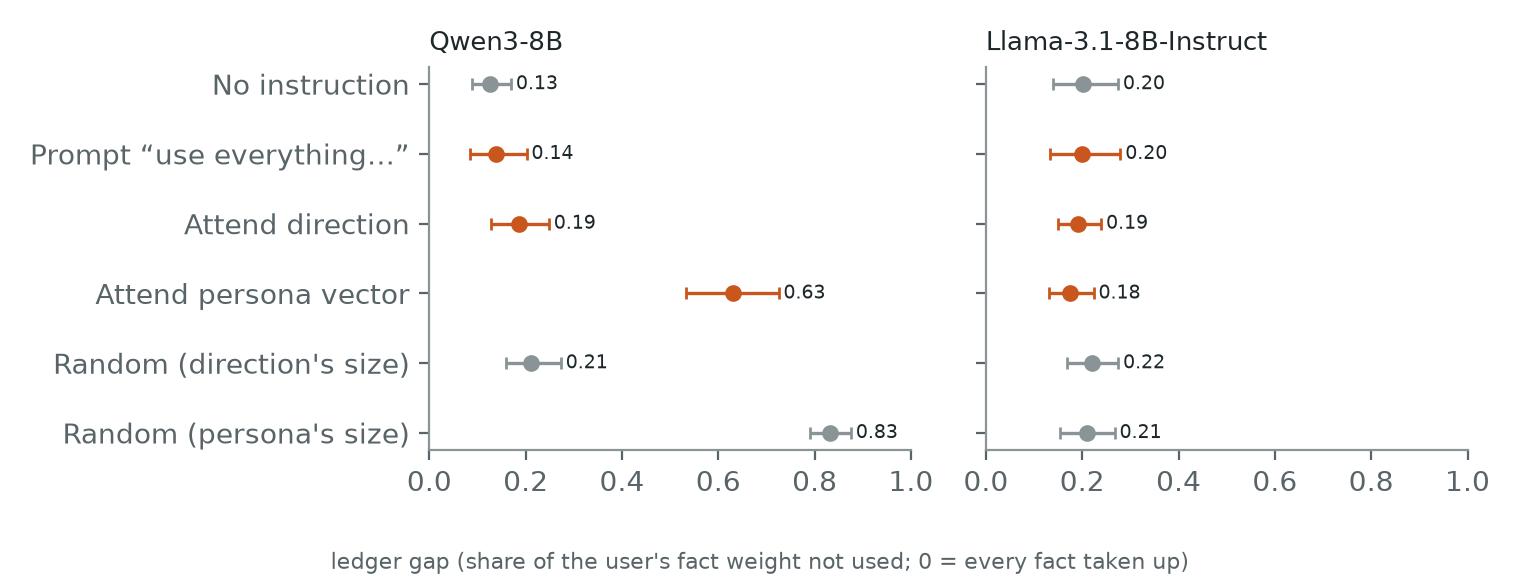 Qwen3-8B
Llama-3.1-8B-Instruct
No instruction
0.13
0.20
Prompt “use everything…”
0.14
0.20
Attend direction
0.19
0.19
Attend persona vector
0.63
0.18
Random (direction's size)
0.21
0.22
Random (persona's size)
0.83
0.21
0.0 0.2 0.4 0.6 0.8 1.0
0.0 0.2 0.4 0.6 0.8 1.0
ledger gap (share of the user's fact weight not used; 0 = every fact taken up)